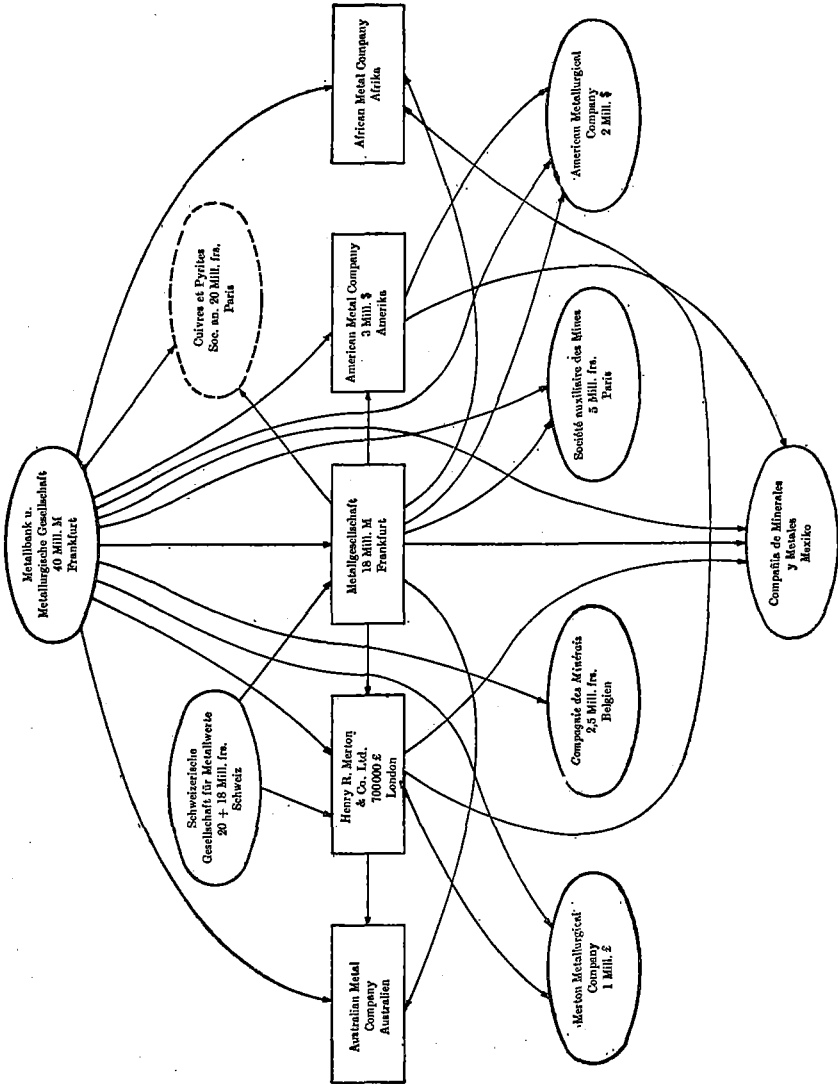 Metallbank u.
Metallurgische Gesellschaft
40 Mill. M
Frankfurt
Schweizerische
Gesellschaft für Metallwerte
20 + 18 Mill. frs.
Schweiz
Cuivres et Pyrites
Soc. an. 20 Mill. frs.
Paris
Australian Metal
Company
Australien
Henry R. Merton
& Co. Ltd.
700000 £
London
Metallgesellschaft
18 Mill. M
Frankfurt
American Metal Company
3 Mill. $
Amerika
African Metal Company
Afrika
Merton Metallurgical
Company
1 Mill. £
Compagnie des Minérais
2,5 Mill. frs.
Belgien
Société auxiliaire des Mines
5 Mill. frs.
Paris
American Metallurgical
Company
2 Mill. $
Compañia de Minerales
y Metales
Mexiko